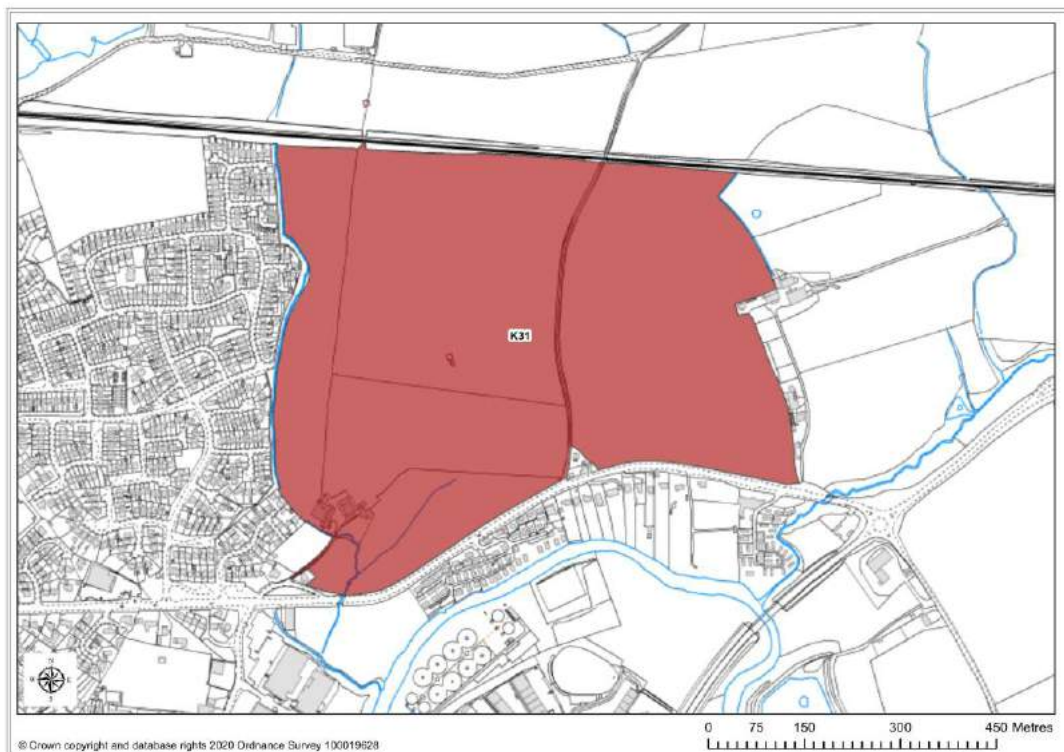 K31
N
© Crown copyright and database rights 2020 Ordnance Survey 100019628
0 75 150 300 450 Metres